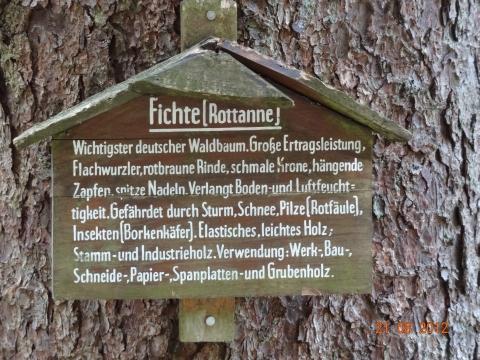 Fichte (Rottanne)
Wichtigster deutscher Waldbaum. Große Ertragsleistung,
Flachwurzler, rotbraune Rinde, schmale Krone, hängende
Zapfen, spitze Nadeln. Verlangt Boden- und Luftfeuch-
tigkeit. Gefährdet durch Sturm, Schnee, Pilze (Rotfäule),
Insekten (Borkenkäfer). Elastisches, leichtes Holz;
Stamm- und Industrieholz. Verwendung: Werk-, Bau-,
Schneide-, Papier-, Spanplatten- und Grubenholz.
21 08 2012